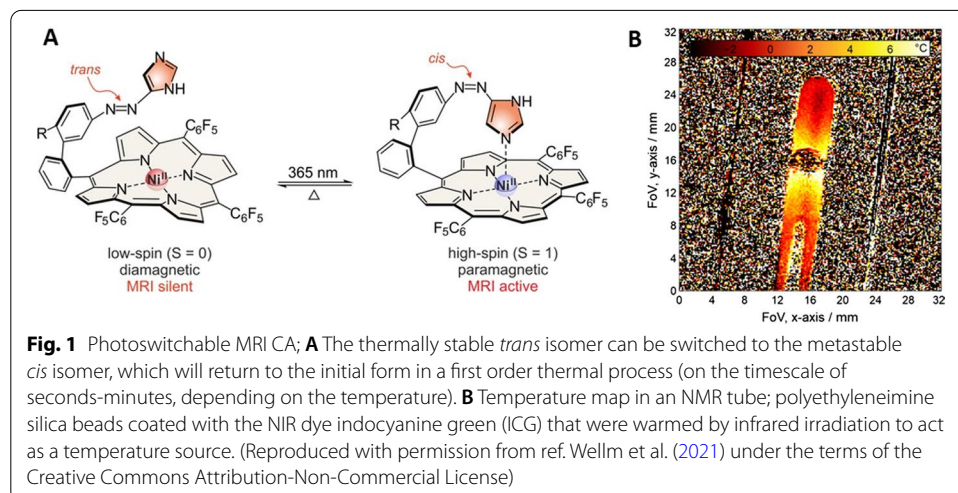 A
B
trans
N
NH
N=N
R
C6F5
N
N
NiII
N
N
F5C6
C6F5
low-spin (S = 0)
diamagnetic
MRI silent
365 nm
△
cis
N=N
NH
R
N
C6F5
N
N
NiII
N
N
F5C6
C6F5
high-spin (S = 1)
paramagnetic
MRI active
-2 0 2 4 6 °C
FoV, y-axis / mm
32
28
24
20
16
12
8
4
0
0 4 8 12 16 20 24 28 32
FoV, x-axis / mm
Fig. 1 Photoswitchable MRI CA; A The thermally stable trans isomer can be switched to the metastable
cis isomer, which will return to the initial form in a first order thermal process (on the timescale of
seconds-minutes, depending on the temperature). B Temperature map in an NMR tube; polyethyleneimine
silica beads coated with the NIR dye indocyanine green (ICG) that were warmed by infrared irradiation to act
as a temperature source. (Reproduced with permission from ref. Wellm et al. (2021) under the terms of the
Creative Commons Attribution-Non-Commercial License)